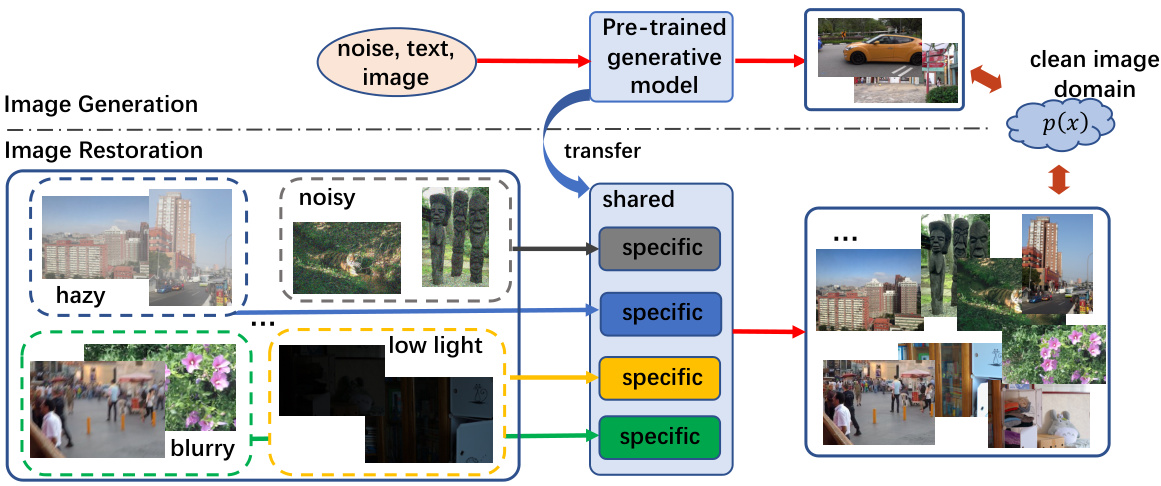 noise, text,
image
Pre-trained
generative
model
clean image
domain
p(x)
Image Generation
Image Restoration
transfer
hazy
noisy
...
blurry
low light
shared
specific
specific
specific
specific
...